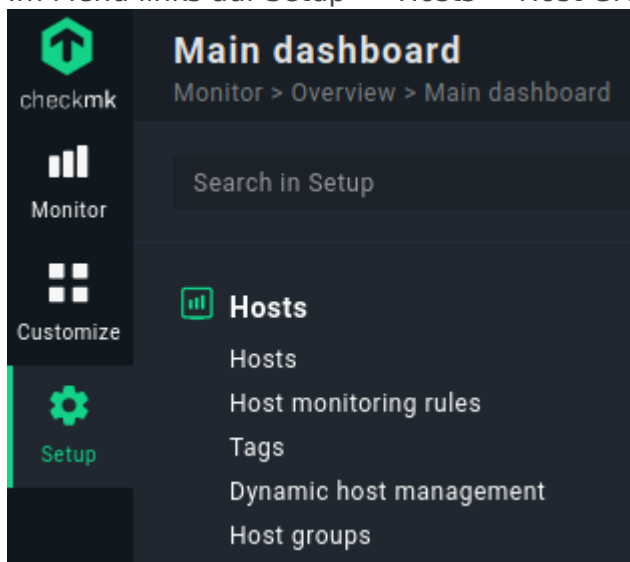 Main dashboard
Monitor > Overview > Main dashboard
checkmk
Search in Setup
Monitor
Customize
Setup
Hosts
Hosts
Host monitoring rules
Tags
Dynamic host management
Host groups